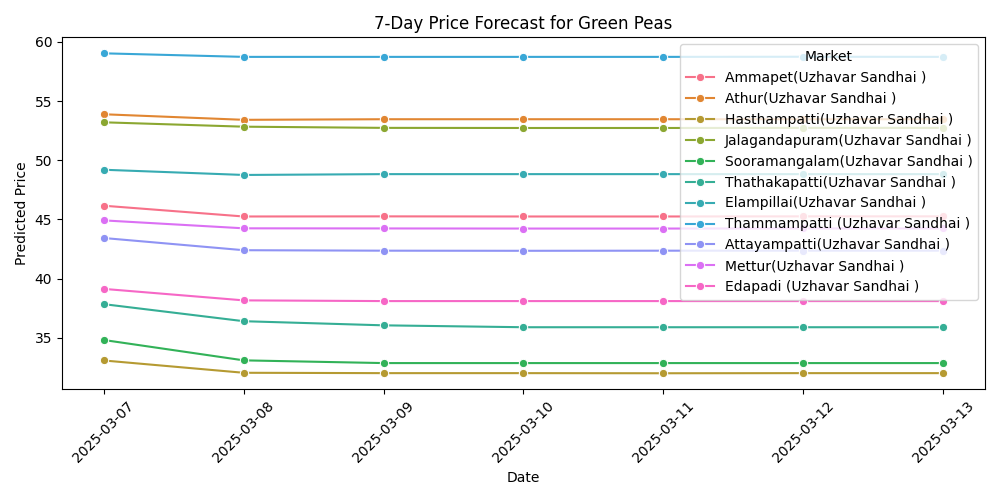 7-Day Price Forecast for Green Peas
Predicted Price
60
55
50
45
40
35
Market
Ammapet(Uzhavar Sandhai )
Athur(Uzhavar Sandhai )
Hasthampatti(Uzhavar Sandhai )
Jalagandapuram(Uzhavar Sandhai )
Sooramangalam(Uzhavar Sandhai )
Thathakapatti(Uzhavar Sandhai )
Elampillai(Uzhavar Sandhai )
Thammampatti (Uzhavar Sandhai )
Attayampatti(Uzhavar Sandhai )
Mettur(Uzhavar Sandhai )
Edapadi (Uzhavar Sandhai )
2025-03-07
2025-03-08
2025-03-09
2025-03-10
2025-03-11
2025-03-12
2025-03-13
Date